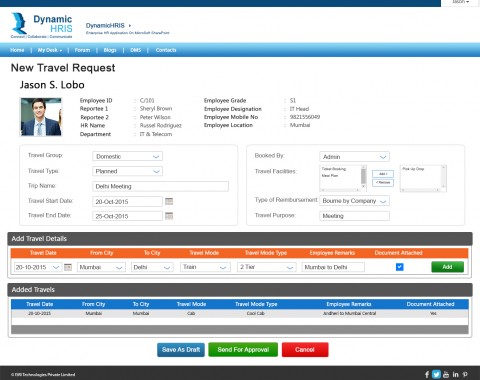 Jason
Dynamic
HRIS
Connect | Collaborate | Communicate
DynamicHRIS
Enterprise HR Application On Microsoft SharePoint
Home | My Desk | Forum | Blogs | DMS | Contacts
New Travel Request
Jason S. Lobo
Employee ID : C/101 Employee Grade : S1
Reportee 1 : Sheryl Brown Employee Designation : IT Head
Reportee 2 : Peter Wilson Employee Mobile No : 9821556049
HR Name : Russel Rodriguez Employee Location : Mumbai
Department : IT & Telecom
Travel Group: Domestic Booked By Admin
Travel Type: Planned Travel Facilities: Ticket Booking Add > Pick Up Drop
Meal Plan < Remove
Trip Name: Delhi Meeting
Travel Start Date: 20-Oct-2015 Type of Reimbursement Bourne by Company
Travel End Date: 25-Oct-2015 Travel Purpose: Meeting
Add Travel Details
Travel Date From City To City Travel Mode Travel Mode Type Employee Remarks Document Attached
20-10-2015 Mumbai Delhi Train 2 Tier Mumbai to Delhi Add
Added Travels
Travel Date From City To City Travel Mode Travel Mode Type Employee Remarks Document Attached
20-10-2015 Mumbai Mumbai Cab Cool Cab Andheri to Mumbai Central Yes
Save As Draft Send For Approval Cancel
Technologies Private Limited